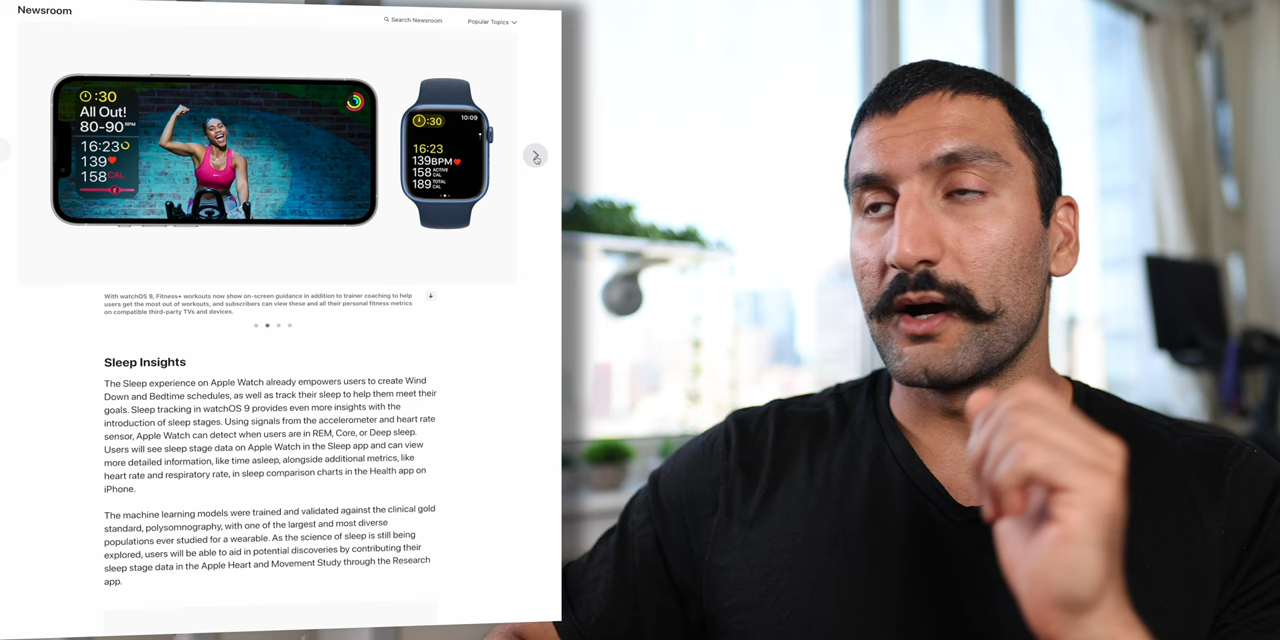 Newsroom
Search Newsroom
Popular Topics
:30
All Out!
80-90 RPM
16:23
139
158 CAL
:30
10:09
16:23
139BPM
158 ACTIVE CAL
189 TOTAL CAL
With watchOS 9, Fitness+ workouts now show on-screen guidance in addition to trainer coaching to help
users get the most out of workouts, and subscribers can view these and all their personal fitness metrics
on compatible third-party TVs and devices.
Sleep Insights
The Sleep experience on Apple Watch already empowers users to create Wind
Down and Bedtime schedules, as well as track their sleep to help them meet their
goals. Sleep tracking in watchOS 9 provides even more insights with the
introduction of sleep stages. Using signals from the accelerometer and heart rate
sensor, Apple Watch can detect when users are in REM, Core, or Deep sleep.
Users will see sleep stage data on Apple Watch in the Sleep app and can view
more detailed information, like time asleep, alongside additional metrics, like
heart rate and respiratory rate, in sleep comparison charts in the Health app on
iPhone.
The machine learning models were trained and validated against the clinical gold
standard, polysomnography, with one of the largest and most diverse
populations ever studied for a wearable. As the science of sleep is still being
explored, users will be able to aid in potential discoveries by contributing their
sleep stage data in the Apple Heart and Movement Study through the Research
app.